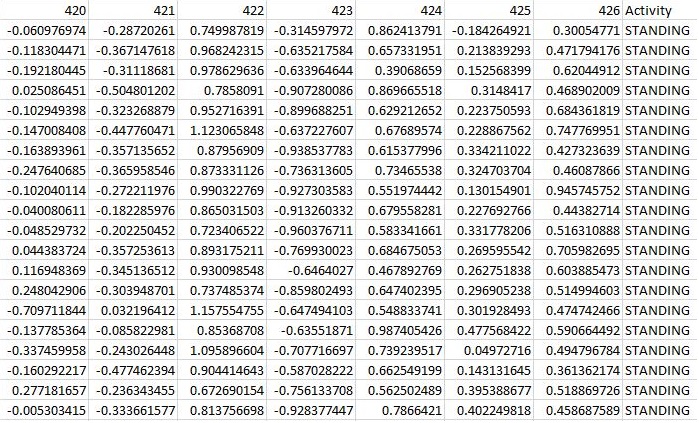 420 421 422 423 424 425 426 Activity
-0.060976974 -0.28720261 0.749987819 -0.314597972 0.862413791 -0.184264921 0.30054771 STANDING
-0.118304471 -0.367147618 0.968242315 -0.635217584 0.657331951 0.213839293 0.471794176 STANDING
-0.192180445 -0.31118681 0.978629636 -0.633964644 0.39068659 0.152568399 0.62044912 STANDING
0.025086451 -0.504801202 0.7858091 -0.907280086 0.869665518 0.3148417 0.468902009 STANDING
-0.102949398 -0.323268879 0.952716391 -0.899688251 0.629212652 0.223750593 0.684361819 STANDING
-0.147008408 -0.447760471 1.123065848 -0.637227607 0.67689574 0.228867562 0.747769951 STANDING
-0.163893961 -0.357135652 0.87956909 -0.938537783 0.615377996 0.334211022 0.427323639 STANDING
-0.247640685 -0.365958546 0.873331126 -0.736313605 0.73465538 0.324703704 0.46087866 STANDING
-0.102040114 -0.272211976 0.990322769 -0.927303583 0.551974442 0.130154901 0.945745752 STANDING
-0.040080611 -0.182285976 0.865031503 -0.913260332 0.679558281 0.227692766 0.44382714 STANDING
-0.048529732 -0.202250452 0.723406522 -0.960376711 0.583341661 0.331778206 0.516310888 STANDING
0.044383724 -0.357253613 0.893175211 -0.769930023 0.684675053 0.269595542 0.705982695 STANDING
0.116948369 -0.345136512 0.930098548 -0.6464027 0.467892769 0.262751838 0.603885473 STANDING
0.248042906 -0.303948701 0.737485374 -0.859802493 0.647402395 0.296905238 0.514994603 STANDING
-0.709711844 0.032196412 1.157554755 -0.647494103 0.548833741 0.301928493 0.474742466 STANDING
-0.137785364 -0.085822981 0.85368708 -0.63551871 0.987405426 0.477568422 0.590664492 STANDING
-0.337459958 -0.243026448 1.095896604 -0.707716697 0.739239517 0.04972716 0.494796784 STANDING
-0.160292217 -0.477462394 0.904414643 -0.587028222 0.662549199 0.143131645 0.361362174 STANDING
0.277181657 -0.236343455 0.672690154 -0.756133708 0.562502489 0.395388677 0.518869726 STANDING
-0.005303415 -0.333661577 0.813756698 -0.928377447 0.7866421 0.402249818 0.458687589 STANDING